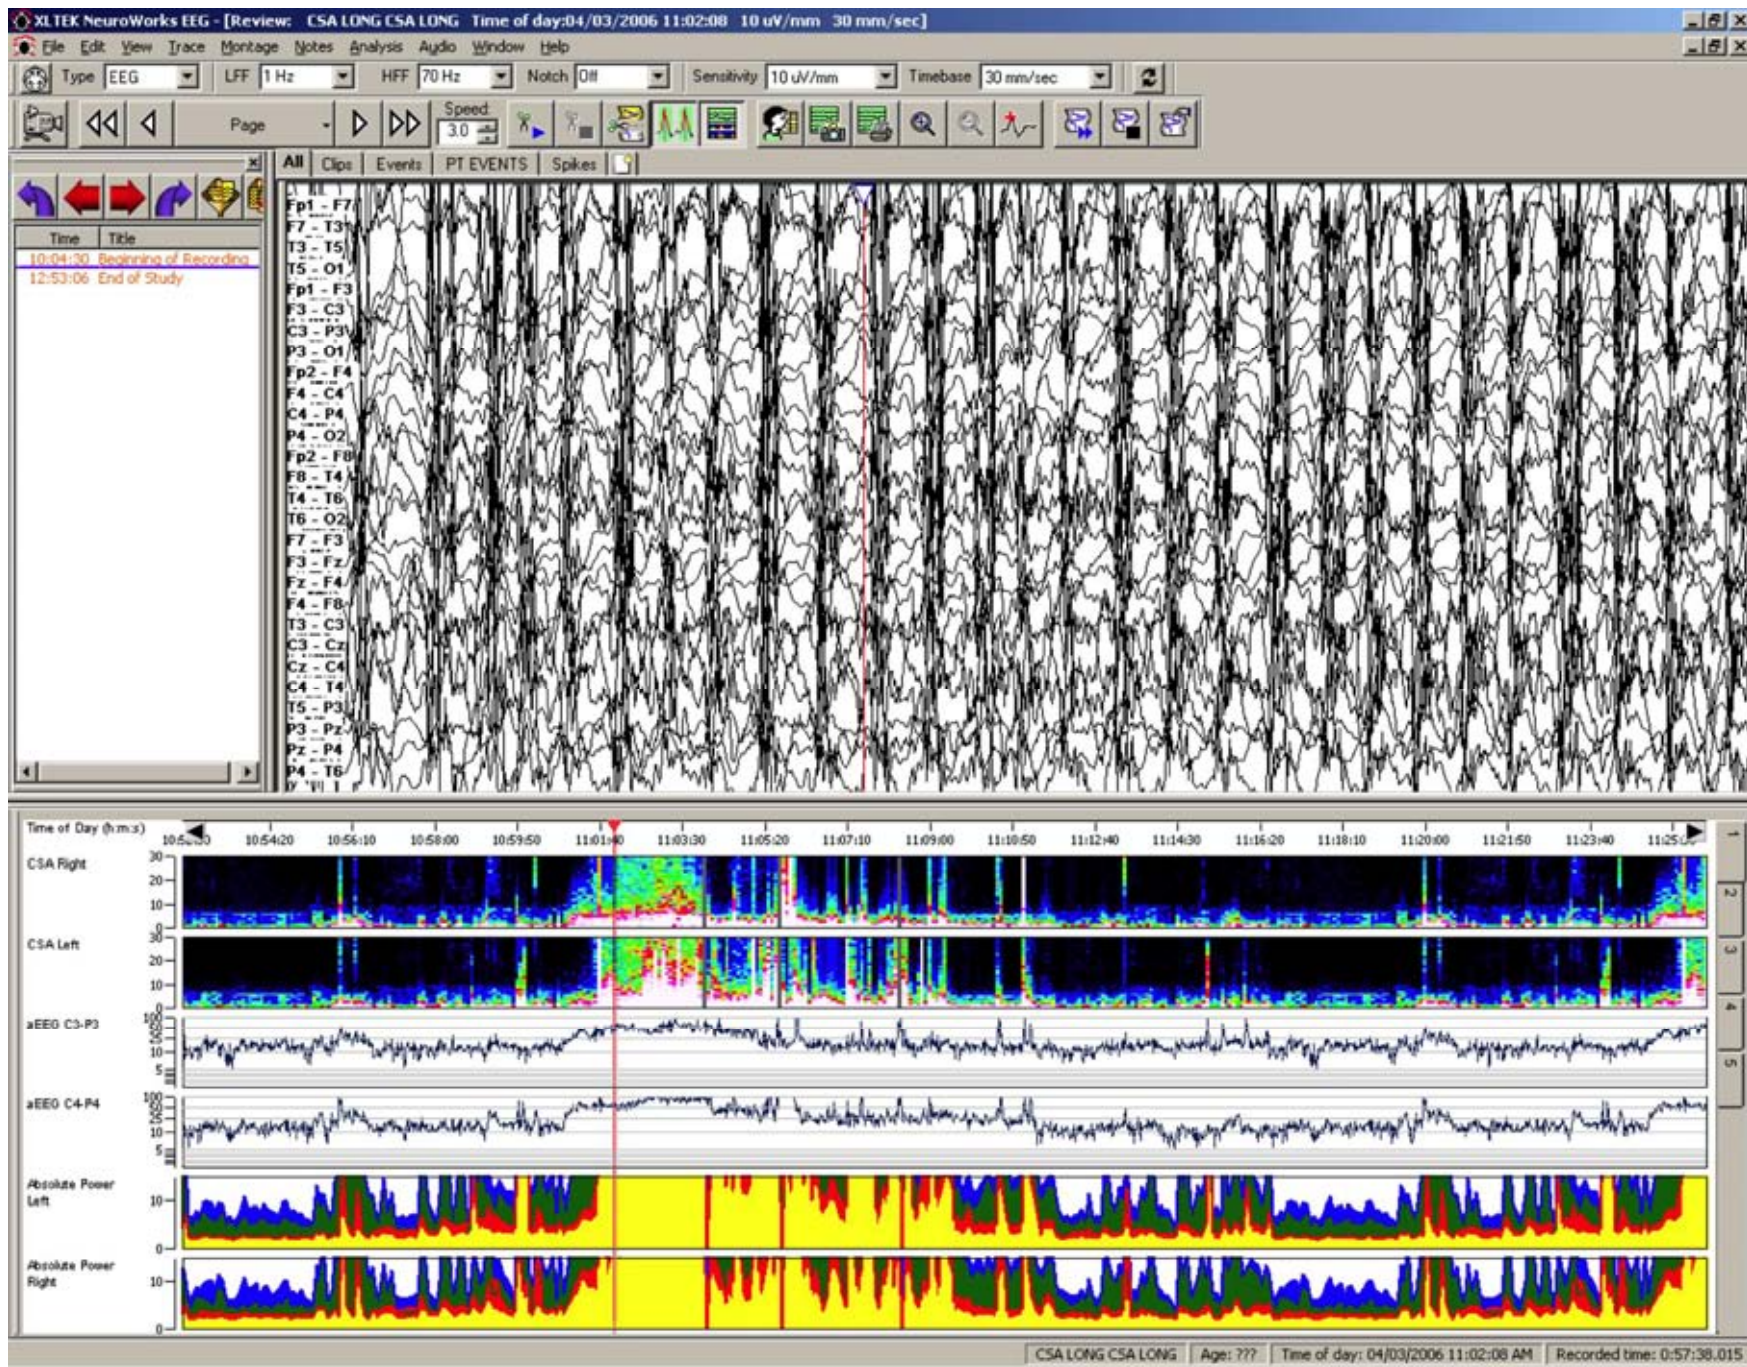 XLTEK NeuroWorks EEG - [Review: CSA LONG CSA LONG Time of day:04/03/2006 11:02:08 10 uV/mm 30 mm/sec]
File Edit View Trace Montage Notes Analysis Audio Window Help
Type EEG LFF 1 Hz HFF 70 Hz Notch Off Sensitivity 10 uV/mm Timebase 30 mm/sec
Page Speed: 3.0
All Clips Events PT EVENTS Spikes
Time Title
10:04:30 Beginning of Recording
12:53:06 End of Study
Fp1 - F7
F7 - T3
T3 - T5
T5 - O1
Fp1 - F3
F3 - C3
C3 - P3
P3 - O1
Fp2 - F4
F4 - C4
C4 - P4
P4 - O2
Fp2 - F8
F8 - T4
T4 - T6
T6 - O2
F7 - F3
F3 - Fz
Fz - F4
F4 - F8
T3 - C3
C3 - Cz
Cz - C4
C4 - T4
T5 - P3
P3 - Pz
Pz - P4
P4 - T6
Time of Day (h:m:s)
10:54:20 10:56:10 10:58:00 10:59:50 11:01:40 11:03:30 11:05:20 11:07:10 11:09:00 11:10:50 11:12:40 11:14:30 11:16:20 11:18:10 11:20:00 11:21:50 11:23:40
CSA Right
30
20
10
0
CSA Left
30
20
10
0
aEEG C3-P3
100
25
10
5
aEEG C4-P4
100
25
10
5
Absolute Power
Left
10
0
Absolute Power
Right
10
0
1
2
3
4
5
CSA LONG CSA LONG Age: ??? Time of day: 04/03/2006 11:02:08 AM Recorded time: 0:57:38.015